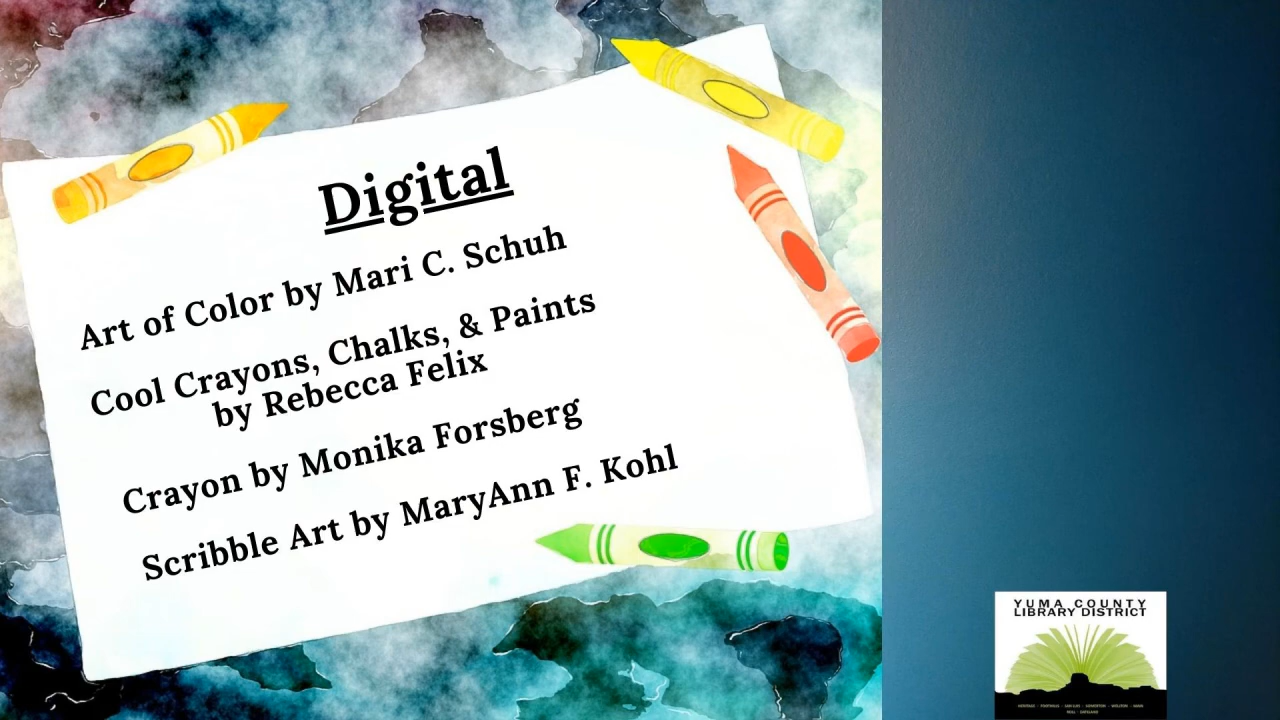 Digital
Art of Color by Mari C. Schuh
Cool Crayons, Chalks, & Paints
by Rebecca Felix
Crayon by Monika Forsberg
Scribble Art by MaryAnn F. Kohl
YUMA COUNTY
LIBRARY DISTRICT